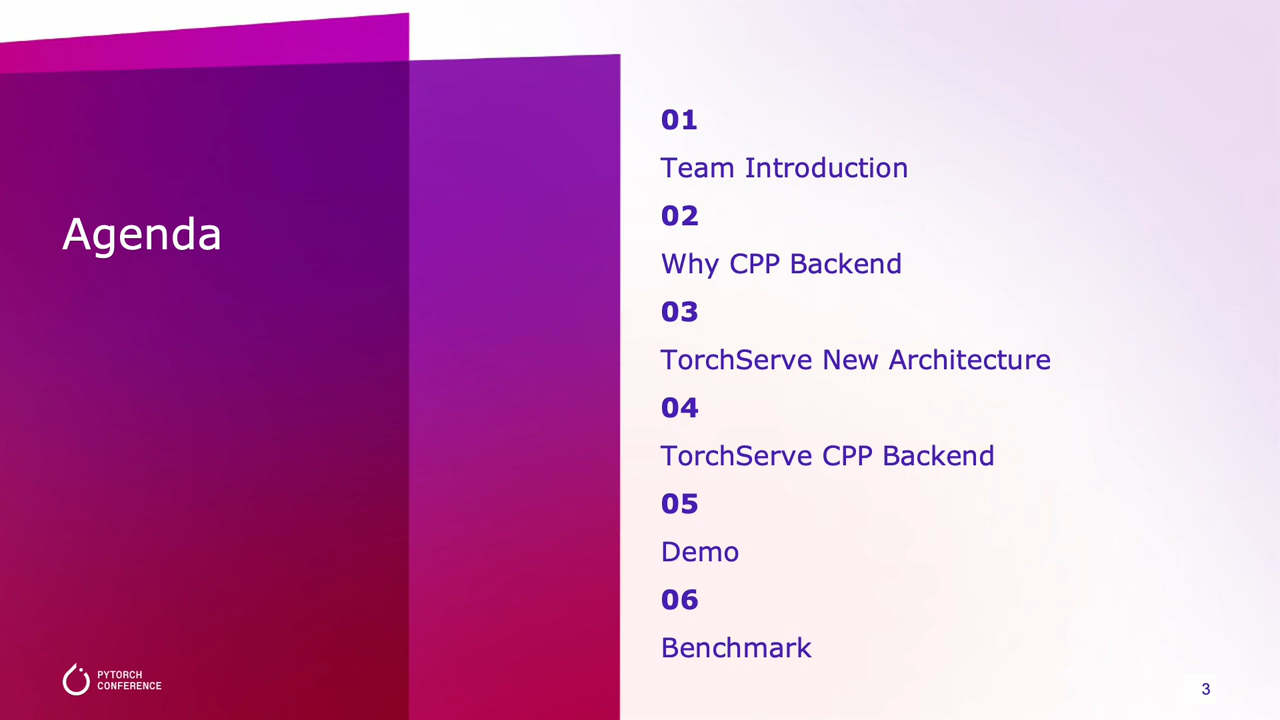 Agenda
01
Team Introduction
02
Why CPP Backend
03
TorchServe New Architecture
04
TorchServe CPP Backend
05
Demo
06
Benchmark
PYTORCH
CONFERENCE
3